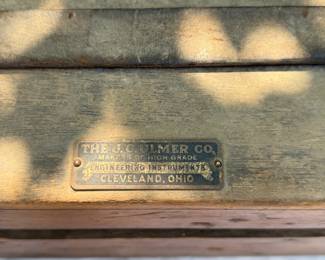 THE J.C. ULMER CO.
MAKERS OF HIGH GRADE
ENGINEERING INSTRUMENTS
CLEVELAND, OHIO